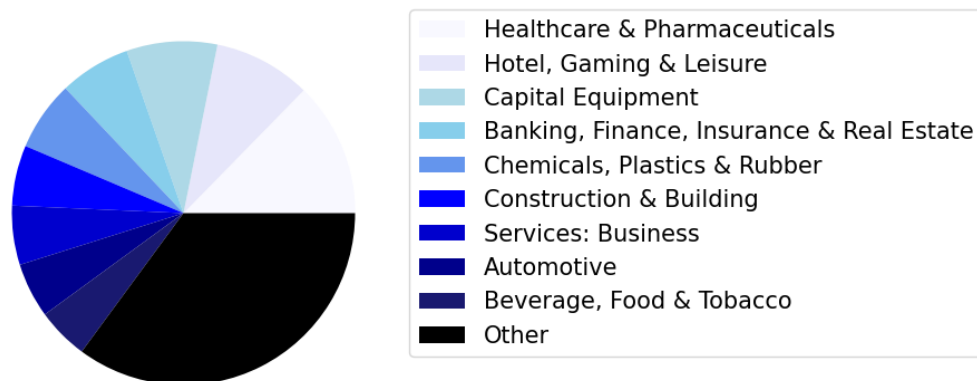 Healthcare & Pharmaceuticals
Hotel, Gaming & Leisure
Capital Equipment
Banking, Finance, Insurance & Real Estate
Chemicals, Plastics & Rubber
Construction & Building
Services: Business
Automotive
Beverage, Food & Tobacco
Other